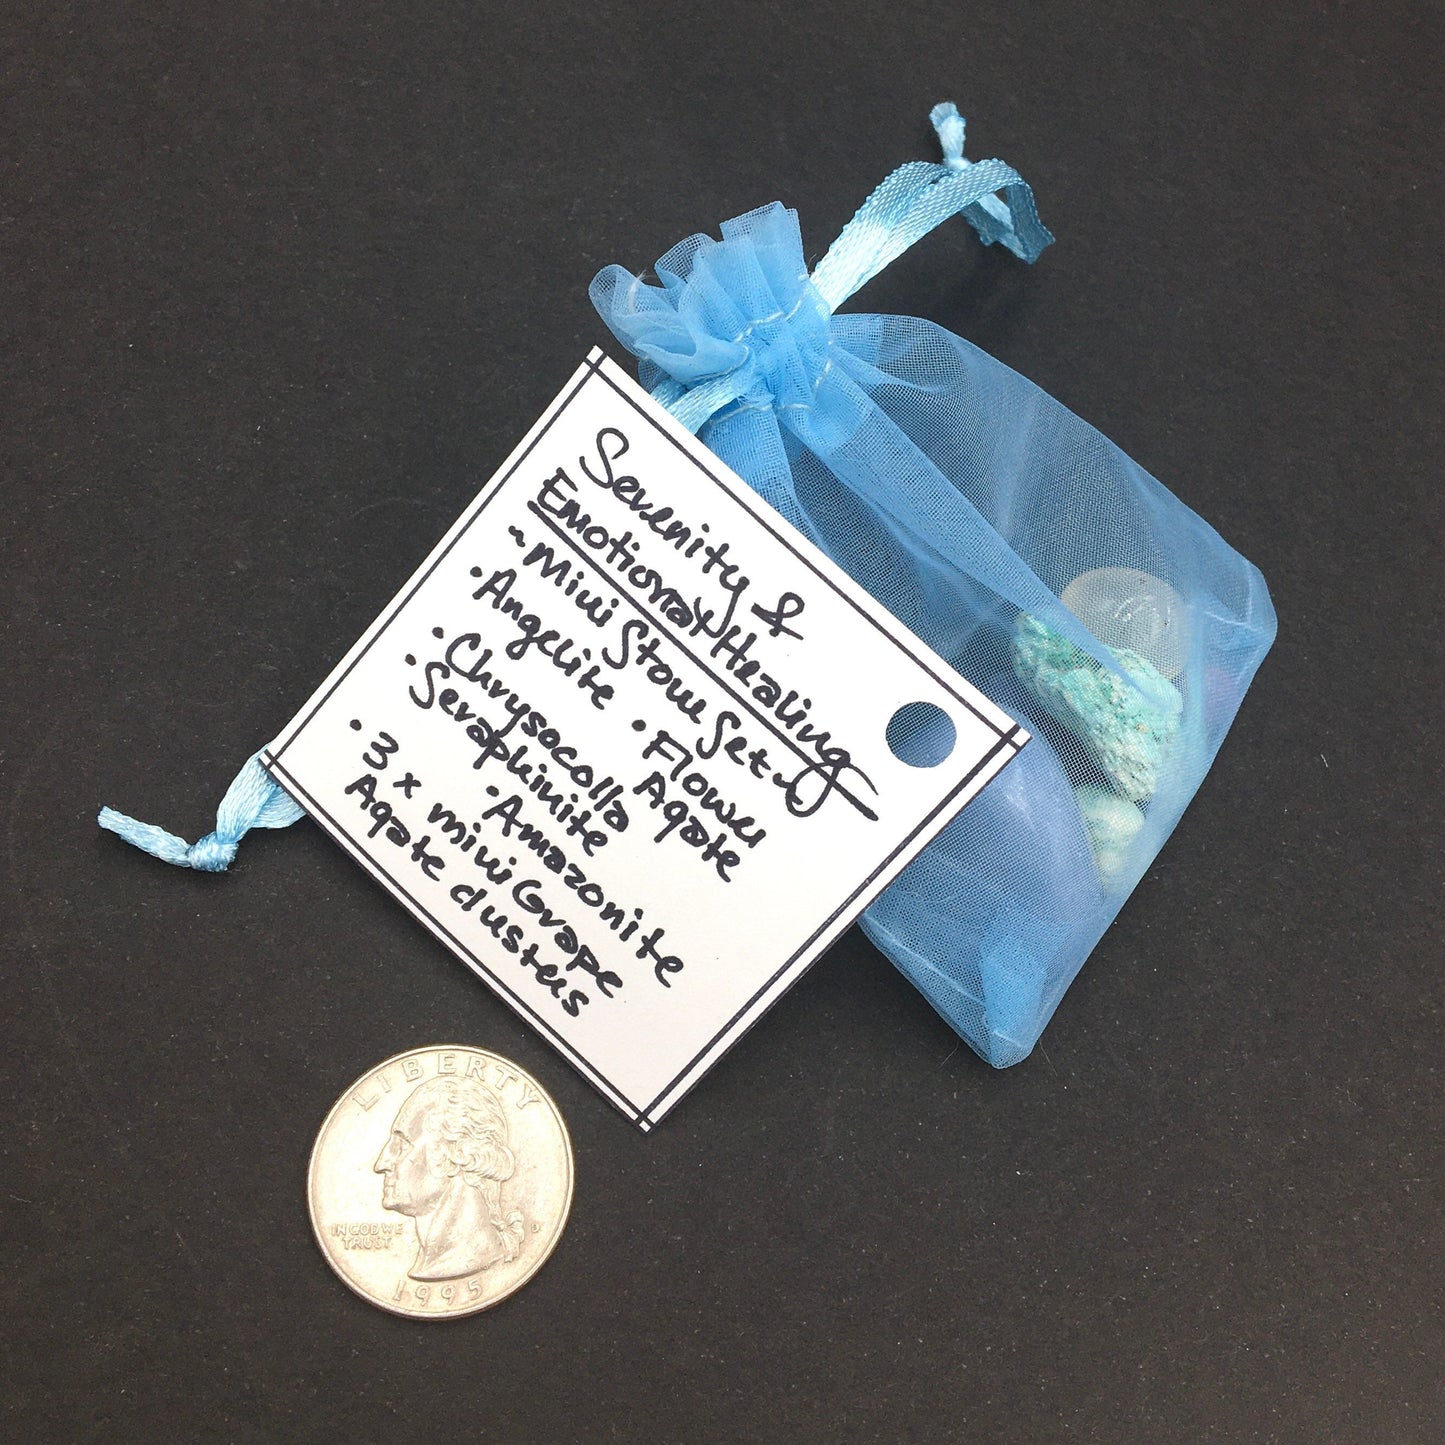 Serenity &
Emotional Healing
~ Mini Stone Set ~
• Angelite • Flower Agate
• Chrysocolla
• Seraphinite • Amazonite
• 3 x mini Grape
Agate clusters
LIBERTY
IN GOD WE
TRUST
D
1995